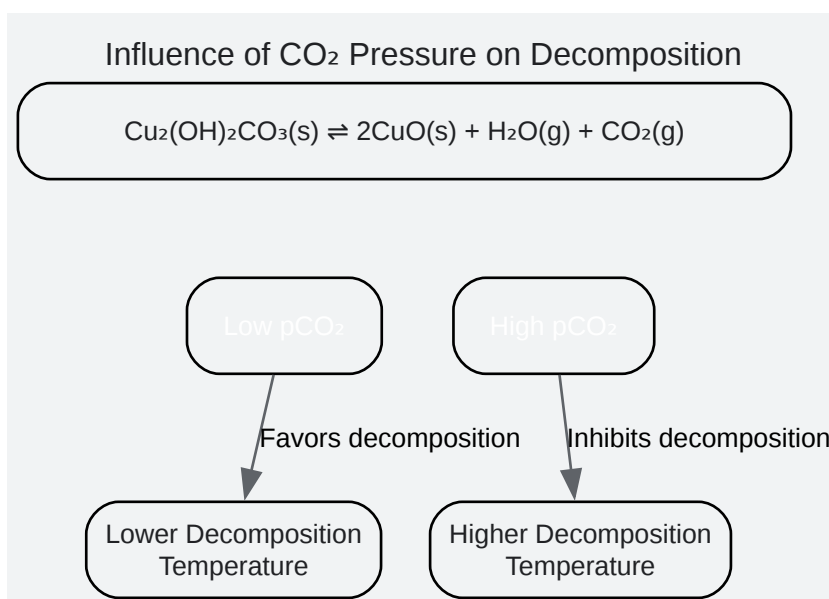 Influence of CO₂ Pressure on Decomposition
Cu₂(OH)₂CO₃(s) ⇌ 2CuO(s) + H₂O(g) + CO₂(g)
Low pCO₂
High pCO₂
Favors decomposition
Inhibits decomposition
Lower Decomposition
Temperature
Higher Decomposition
Temperature